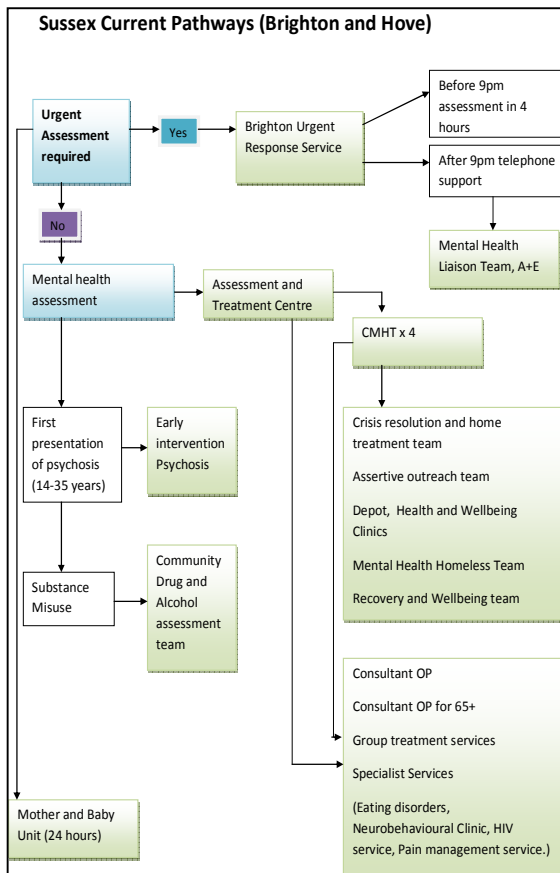 Sussex Current Pathways (Brighton and Hove)
Urgent
Assessment
required
Yes
Brighton Urgent
Response Service
Before 9pm
assessment in 4
hours
After 9pm telephone
support
Mental Health
Liaison Team, A+E
No
Mental health
assessment
Assessment and
Treatment Centre
CMHT x 4
First
presentation
of psychosis
(14-35 years)
Early
intervention
Psychosis
Crisis resolution and home
treatment team
Assertive outreach team
Depot, Health and Wellbeing
Clinics
Mental Health Homeless Team
Recovery and Wellbeing team
Substance
Misuse
Community
Drug and
Alcohol
assessment
team
Consultant OP
Consultant OP for 65+
Group treatment services
Specialist Services
(Eating disorders,
Neurobehavioural Clinic, HIV
service, Pain management service.)
Mother and Baby
Unit (24 hours)